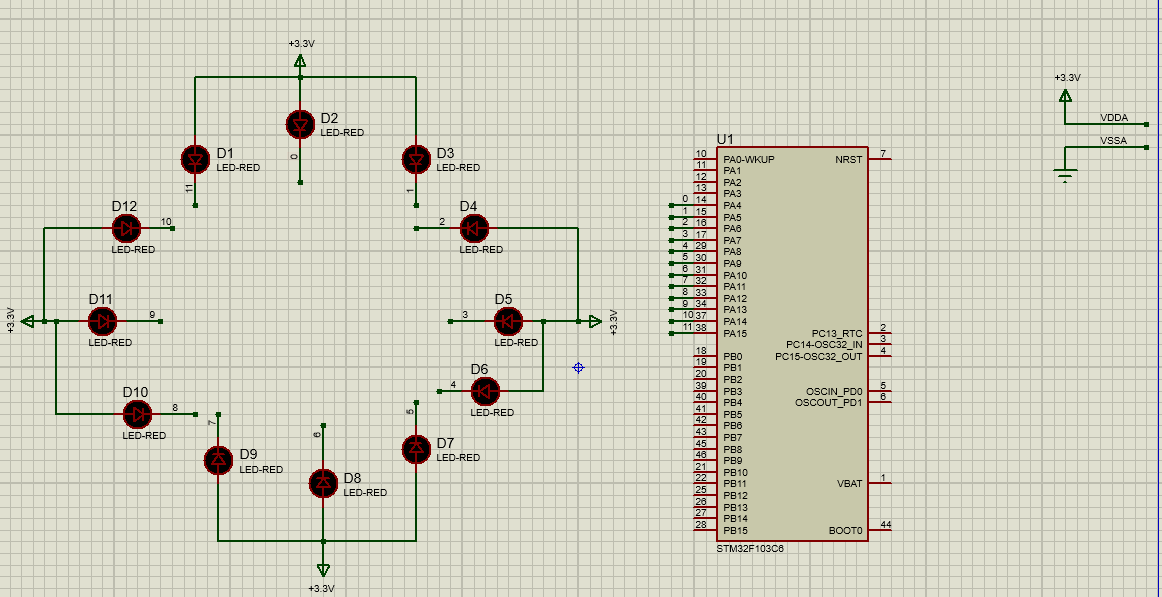 +3.3V
D2
LED-RED
0
D1
LED-RED
11
D3
LED-RED
1
D12
10
LED-RED
2
D4
LED-RED
D11
+3.3V
9
LED-RED
3
D5
+3.3V
LED-RED
D10
8
LED-RED
4
D6
LED-RED
7
D9
LED-RED
6
D8
LED-RED
5
D7
LED-RED
+3.3V
U1
10 PA0-WKUP NRST 7
11 PA1
12 PA2
13 PA3
0 14 PA4
1 15 PA5
2 16 PA6
3 17 PA7
4 29 PA8
5 30 PA9
6 31 PA10
7 32 PA11
8 33 PA12
9 34 PA13
10 37 PA14
11 38 PA15
PC13_RTC 2
PC14-OSC32_IN 3
PC15-OSC32_OUT 4
18 PB0
19 PB1
20 PB2
39 PB3
40 PB4
41 PB5
42 PB6
43 PB7
45 PB8
46 PB9
21 PB10
22 PB11
25 PB12
26 PB13
27 PB14
28 PB15
OSCIN_PD0 5
OSCOUT_PD1 6
VBAT 1
BOOT0 44
STM32F103C6
+3.3V
VDDA
VSSA